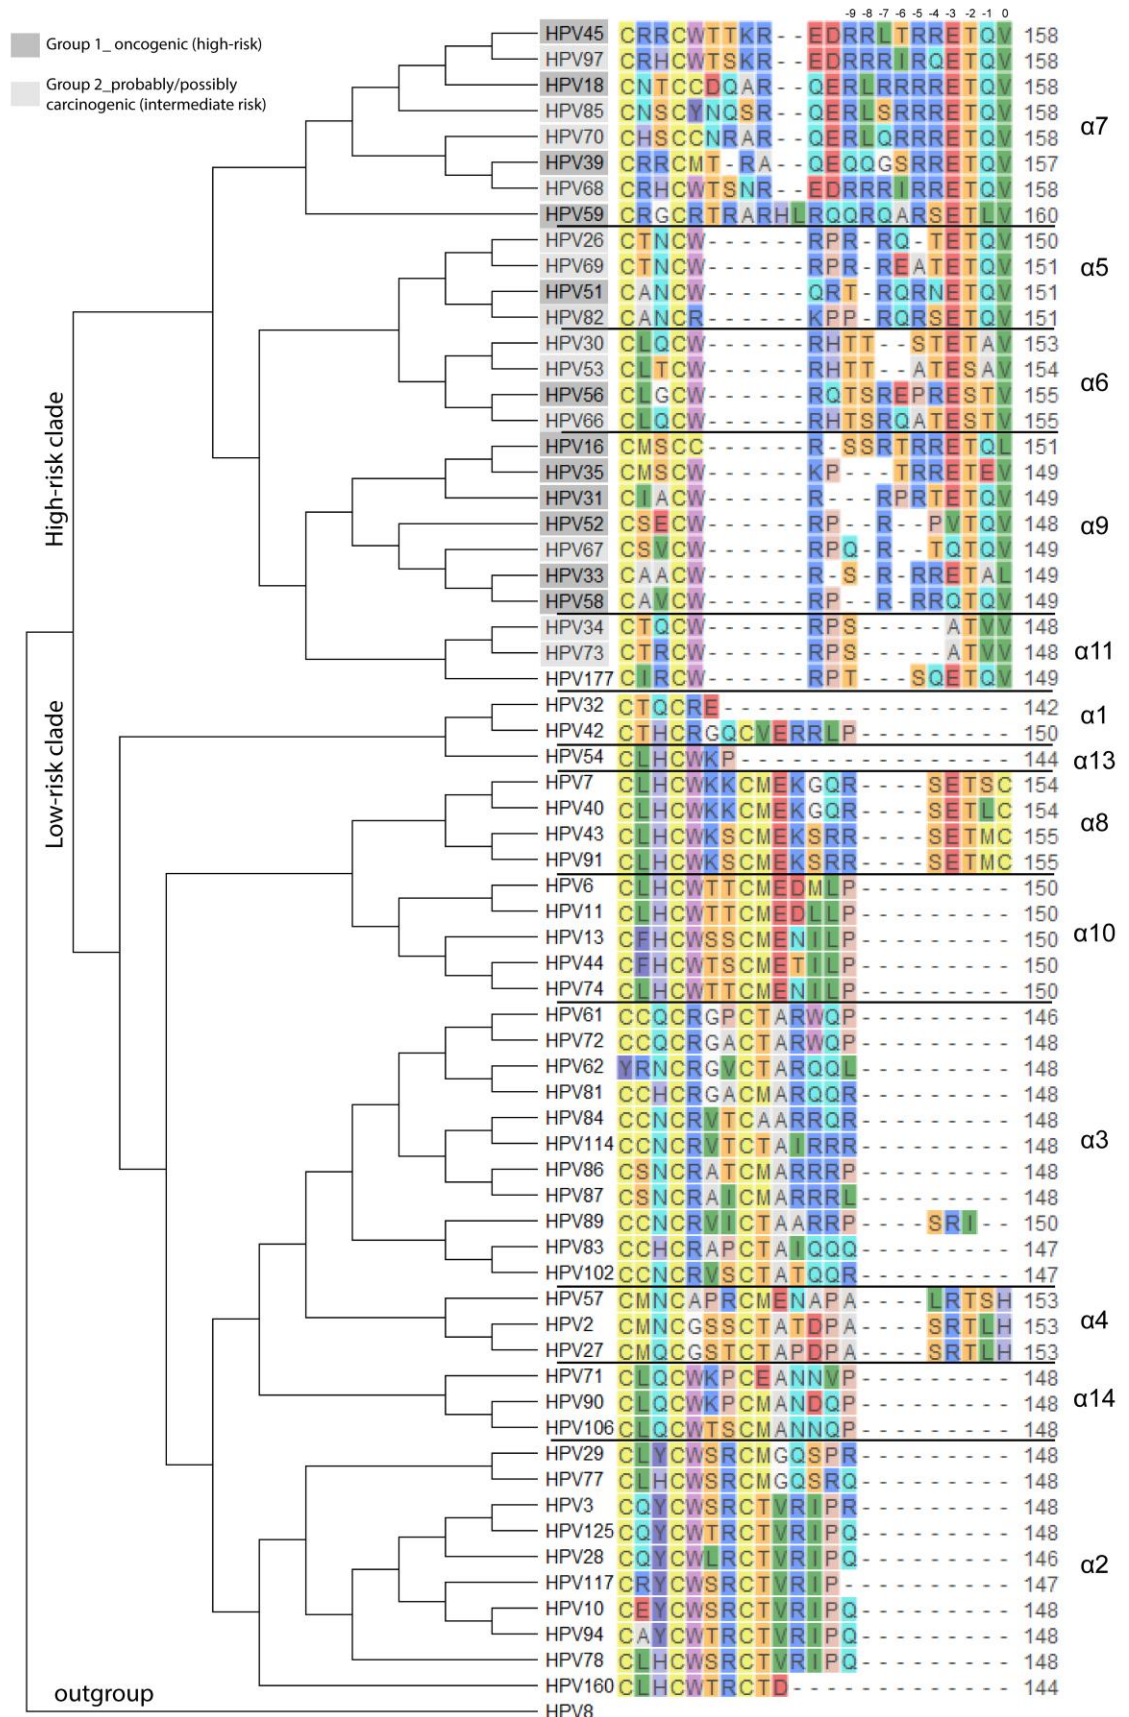 -9 -8 -7 -6 -5 -4 -3 -2 -1 0
Group 1_ oncogenic (high-risk)
Group 2_probably/possibly
carcinogenic (intermediate risk)
High-risk clade
Low-risk clade
outgroup
HPV45 CRRCWTTKR--EDRRLTRRETQV 158
HPV97 CRHCWTSKR--EDRRRIRQETQV 158
HPV18 CNTCCDQAR--QERLRRRRETQV 158
HPV85 CNSCYNQSR--QERLSRRRETQV 158
HPV70 CHSCCNRAR--QERLQRRRETQV 158
HPV39 CRRCMT-RA--QEQQGSRRETQV 157
HPV68 CRHCWTSNR--EDRRRIRRETQV 158
HPV59 CRGCRTRARHLRQQRQARSETLV 160
α7
HPV26 CTNCW------RPR-RQ-TETQV 150
HPV69 CTNCW------RPR-REATETQV 151
HPV51 CANCW------QRT-RQRNETQV 151
HPV82 CANCR------KPP-RQRSETQV 151
α5
HPV30 CLQCW------RHTT--STETAV 153
HPV53 CLTCW------RHTT--ATESAV 154
HPV56 CLGCW------RQTSREPRESTV 155
HPV66 CLQCW------RHTSRQATESTV 155
α6
HPV16 CMSCC------R-SSRTRRETQL 151
HPV35 CMSCW------KP---TRRETEV 149
HPV31 CIACW------R---RPRTETQV 149
HPV52 CSECW------RP--R--PVTQV 148
HPV67 CSVCW------RPQ-R--TQTQV 149
HPV33 CAACW------R-S-R-RRETAL 149
HPV58 CAVCW------RP--R-RRQTQV 149
α9
HPV34 CTQCW------RPS-----ATVV 148
HPV73 CTRCW------RPS-----ATVV 148
HPV177 CIRCW------RPT---SQETQV 149
α11
HPV32 CTQCRE----------------- 142
HPV42 CTHCRGQCVERRLP--------- 150
α1
HPV54 CLHCWKP---------------- 144
α13
HPV7 CLHCWKKCMEKGQR----SETSC 154
HPV40 CLHCWKKCMEKGQR----SETLC 154
HPV43 CLHCWKSCMEKSRR----SETMC 155
HPV91 CLHCWKSCMEKSRR----SETMC 155
α8
HPV6 CLHCWTTCMEDMLP--------- 150
HPV11 CLHCWTTCMEDLLP--------- 150
HPV13 CFHCWSSCMENILP--------- 150
HPV44 CFHCWTSCMETILP--------- 150
HPV74 CLHCWTTCMENILP--------- 150
α10
HPV61 CCQCRGPCTARWQP--------- 146
HPV72 CCQCRGACTARWQP--------- 148
HPV62 YRNCRGVCTARQQL--------- 148
HPV81 CCHCRGACMARQQR--------- 148
HPV84 CCNCRVTCAARRQR--------- 148
HPV114 CCNCRVTCTAIRRR--------- 148
HPV86 CSNCRATCMARRRP--------- 148
HPV87 CSNCRAICMARRRL--------- 148
HPV89 CCNCRVICTAARRP----SRI-- 150
HPV83 CCHCRAPCTAIQQQ--------- 147
HPV102 CCNCRVSCTATQQR--------- 147
α3
HPV57 CMNCAPRCMENAPA----LRTSH 153
HPV2 CMNCGSSCTATDPA----SRTLH 153
HPV27 CMQCGSTCTAPDPA----SRTLH 153
α4
HPV71 CLQCWKPCEANNVP--------- 148
HPV90 CLQCWKPCMANDQP--------- 148
HPV106 CLQCWTSCMANNQP--------- 148
α14
HPV29 CLYCWSRCMGQSPR--------- 148
HPV77 CLHCWSRCMGQSRQ--------- 148
HPV3 CQYCWSRCTVRIPR--------- 148
HPV125 CQYCWTRCTVRIPQ--------- 148
HPV28 CQYCWLRCTVRIPQ--------- 146
HPV117 CRYCWSRCTVRIP---------- 147
HPV10 CEYCWSRCTVRIPQ--------- 148
HPV94 CAYCWTRCTVRIPQ--------- 148
HPV78 CLHCWSRCTVRIPQ--------- 148
HPV160 CLHCWTRCTD------------- 144
α2
HPV8